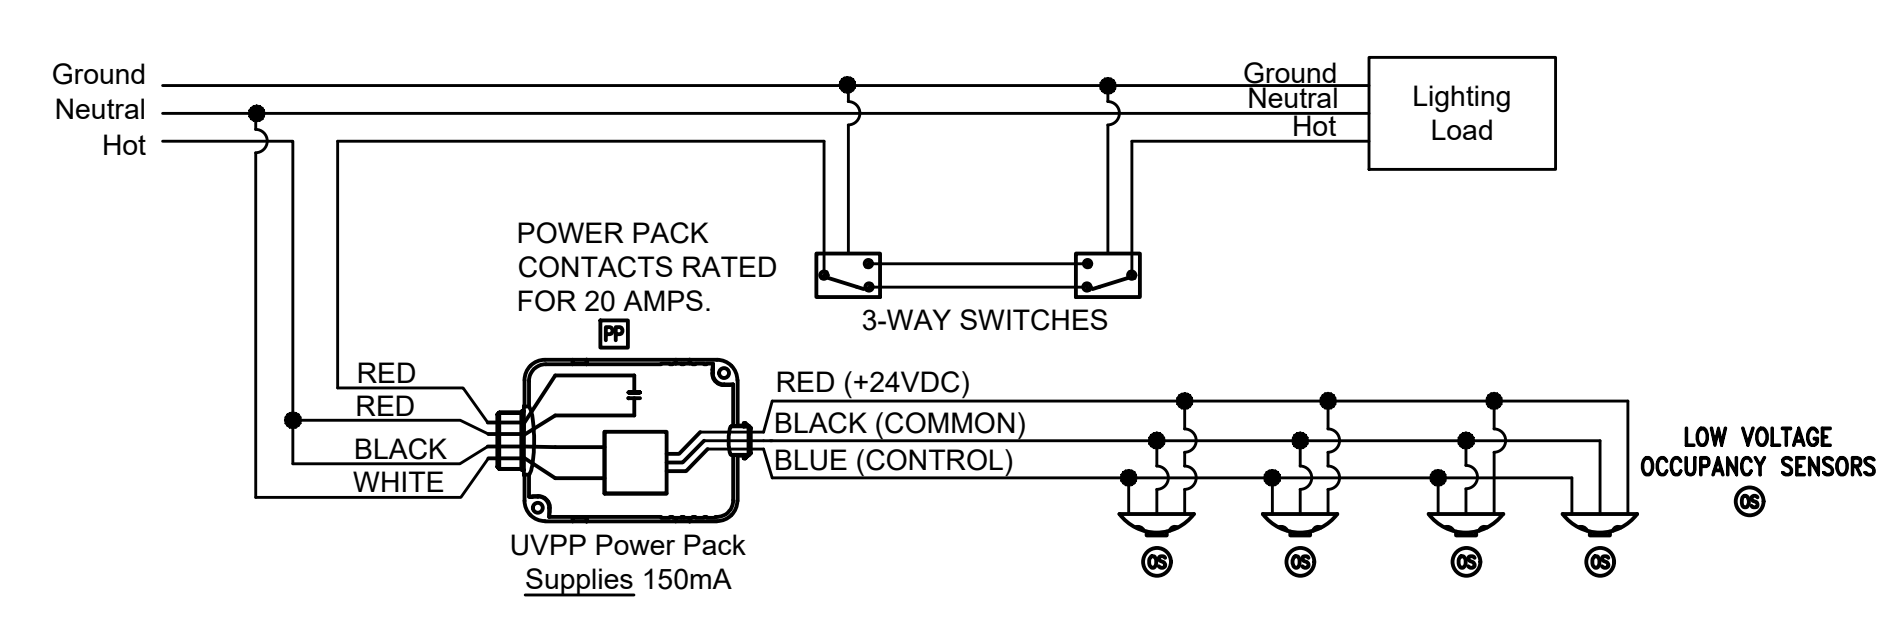 Ground
Neutral
Hot
Ground
Neutral
Hot
Lighting
Load
POWER PACK
CONTACTS RATED
FOR 20 AMPS.
PP
3-WAY SWITCHES
RED
RED
BLACK
WHITE
RED (+24VDC)
BLACK (COMMON)
BLUE (CONTROL)
LOW VOLTAGE
OCCUPANCY SENSORS
OS
UVPP Power Pack
Supplies 150mA
OS
OS
OS
OS